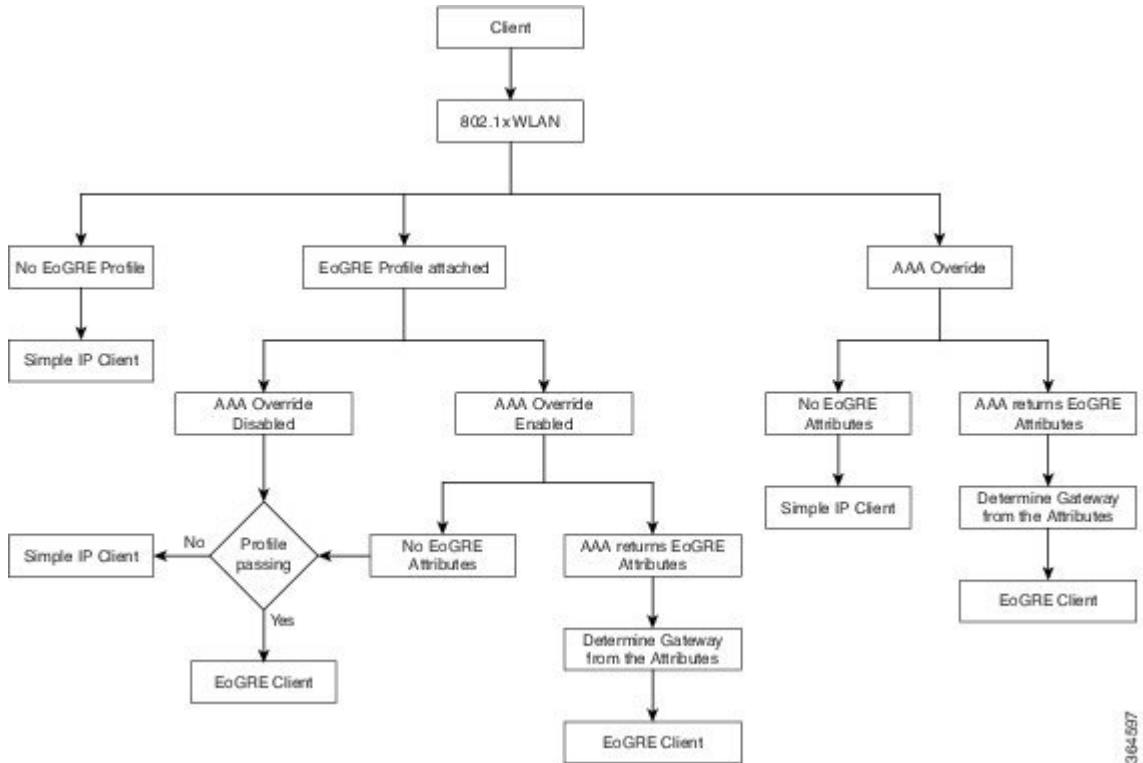 Client
802.1x WLAN
No EoGRE Profile
EoGRE Profile attached
AAA Overide
Simple IP Client
AAA Override
Disabled
AAA Override
Enabled
No EoGRE
Attributes
AAA returns EoGRE
Attributes
Simple IP Client
Determine Gateway
from the Attributes
Simple IP Client
No
Profile
passing
No EoGRE
Attributes
AAA returns EoGRE
Attributes
EoGRE Client
Yes
Determine Gateway
from the Attributes
EoGRE Client
EoGRE Client
364597